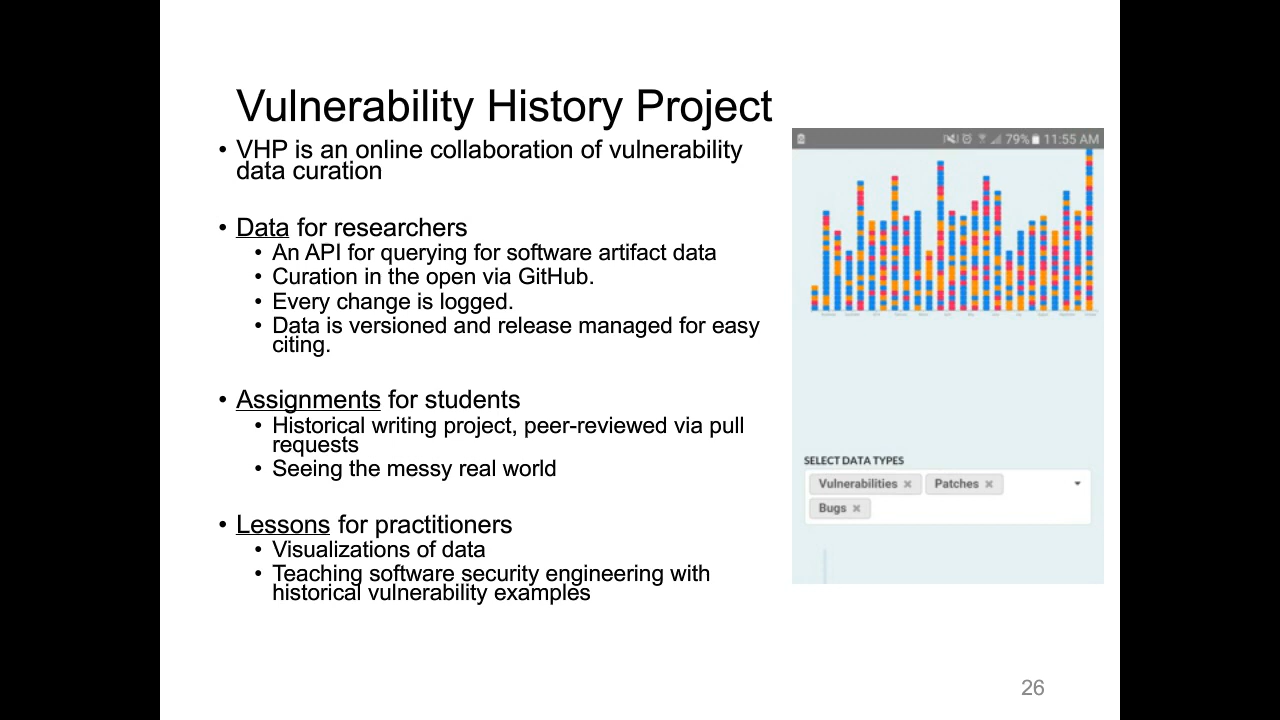 Vulnerability History Project
• VHP is an online collaboration of vulnerability
data curation
• Data for researchers
• An API for querying for software artifact data
• Curation in the open via GitHub.
• Every change is logged.
• Data is versioned and release managed for easy
citing.
• Assignments for students
• Historical writing project, peer-reviewed via pull
requests
• Seeing the messy real world
• Lessons for practitioners
• Visualizations of data
• Teaching software security engineering with
historical vulnerability examples
79% 11:55 AM
SELECT DATA TYPES
Vulnerabilities × Patches ×
Bugs ×
26